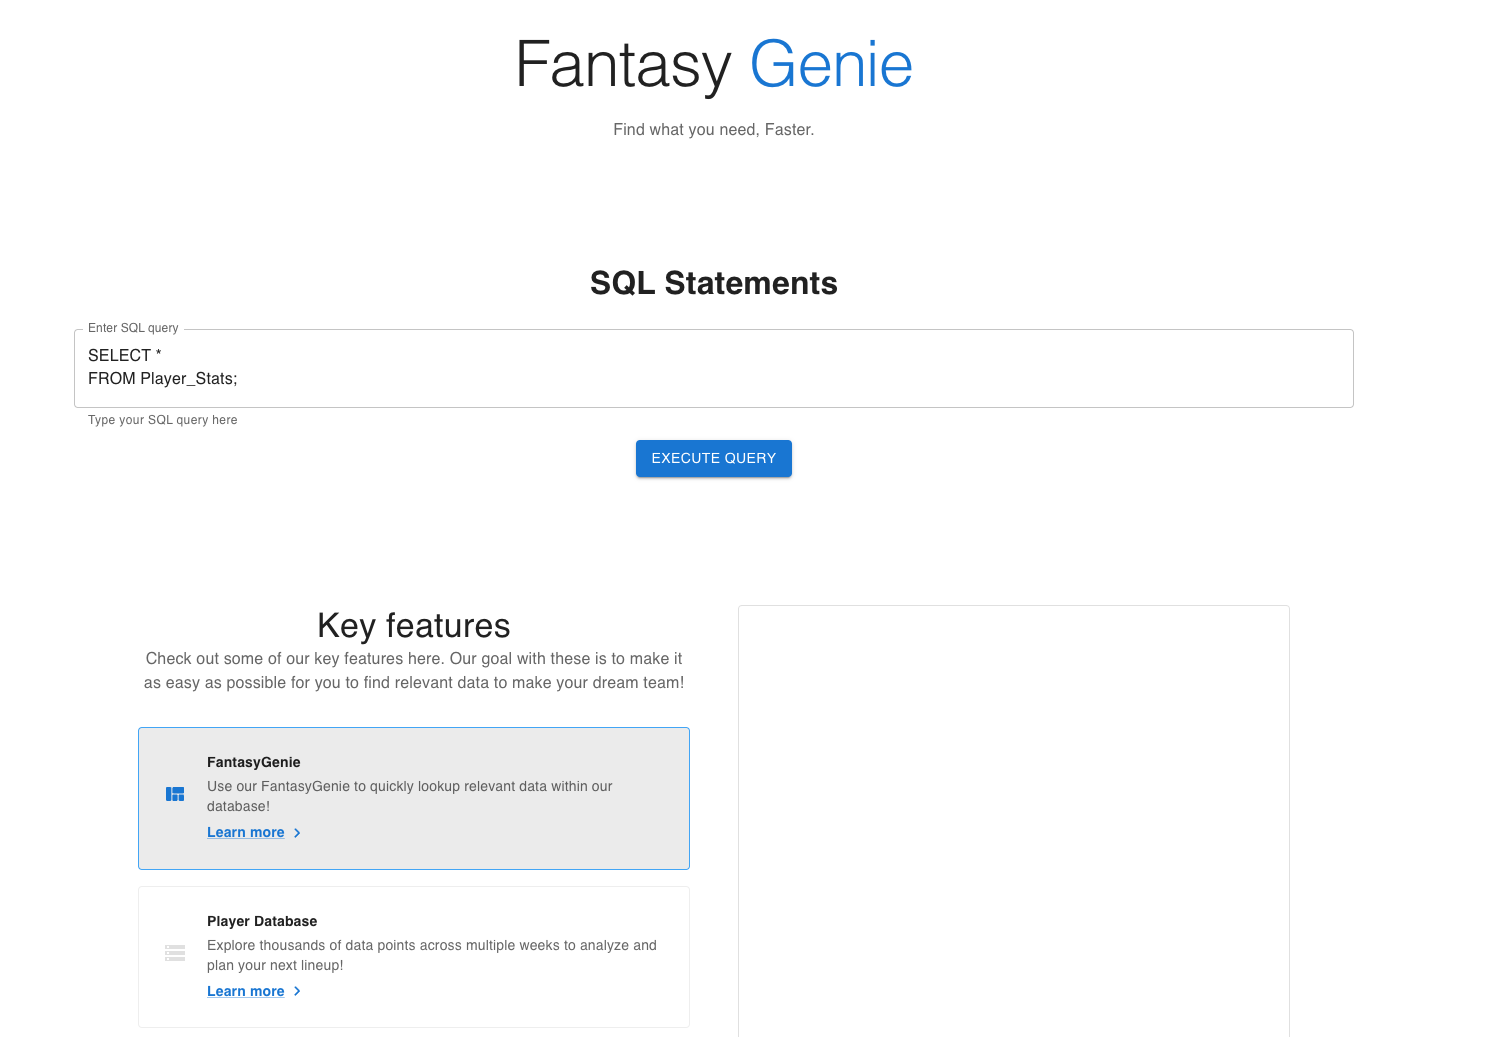 Fantasy Genie
Find what you need, Faster.
SQL Statements
Enter SQL query
SELECT *
FROM Player_Stats;
Type your SQL query here
EXECUTE QUERY
Key features
Check out some of our key features here. Our goal with these is to make it
as easy as possible for you to find relevant data to make your dream team!
FantasyGenie
Use our FantasyGenie to quickly lookup relevant data within our
database!
Learn more
Player Database
Explore thousands of data points across multiple weeks to analyze and
plan your next lineup!
Learn more